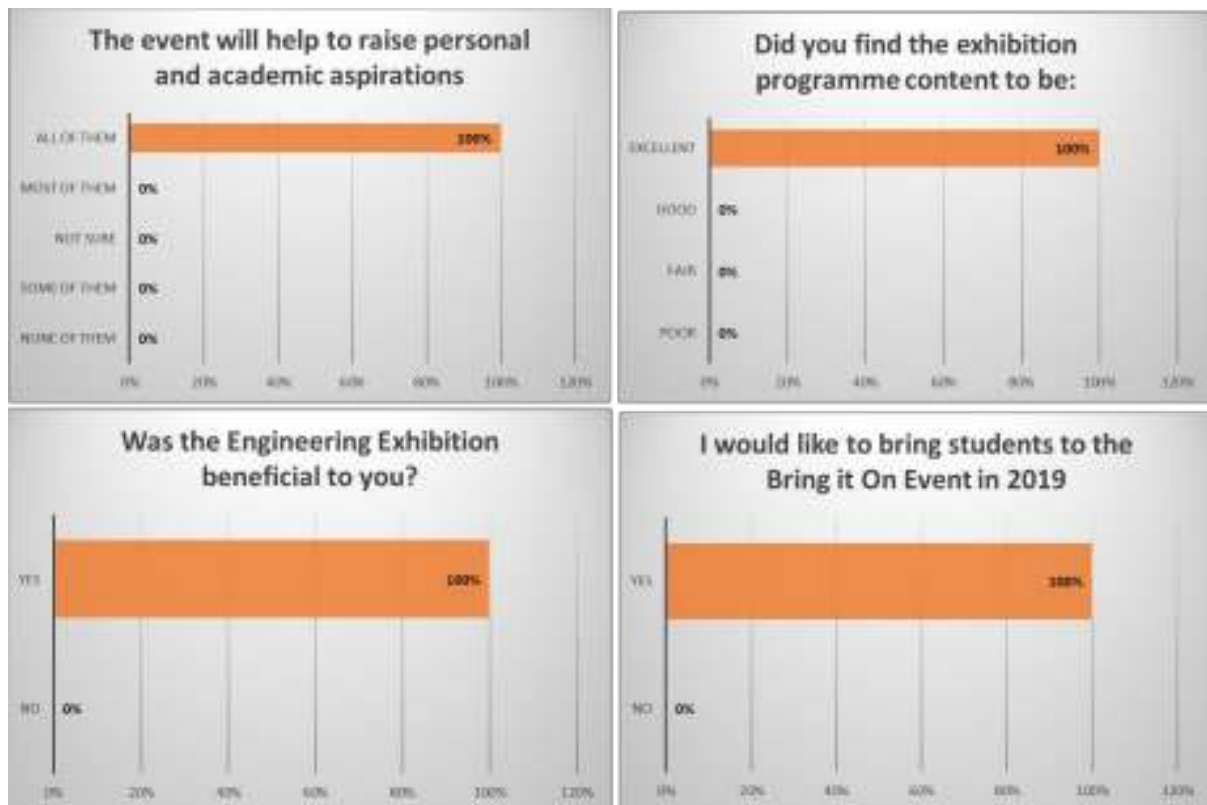 The event will help to raise personal
and academic aspirations
ALL OF THEM
100%
MOST OF THEM
0%
NOT SURE
0%
SOME OF THEM
0%
NONE OF THEM
0%
0% 20% 40% 60% 80% 100% 120%
Did you find the exhibition
programme content to be:
EXCELLENT
100%
GOOD
0%
FAIR
0%
POOR
0%
0% 20% 40% 60% 80% 100% 120%
Was the Engineering Exhibition
beneficial to you?
YES
100%
NO
0%
0% 20% 40% 60% 80% 100% 120%
I would like to bring students to the
Bring it On Event in 2019
YES
100%
NO
0%
0% 20% 40% 60% 80% 100% 120%